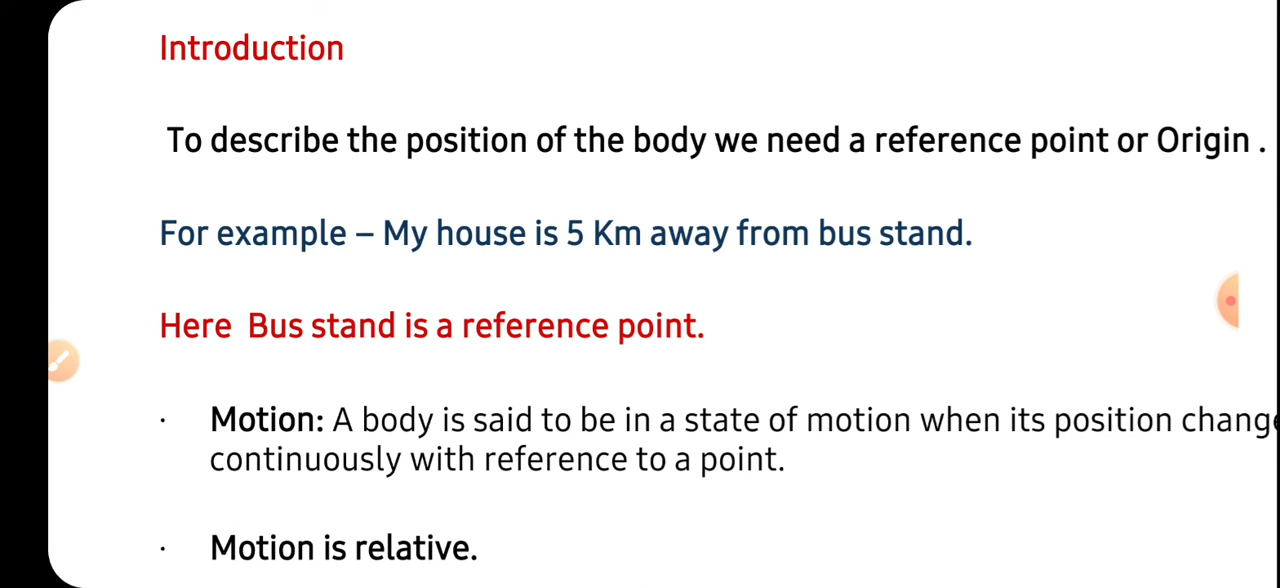 Introduction
To describe the position of the body we need a reference point or Origin .
For example – My house is 5 Km away from bus stand.
Here Bus stand is a reference point.
· Motion: A body is said to be in a state of motion when its position
continuously with reference to a point.
· Motion is relative.